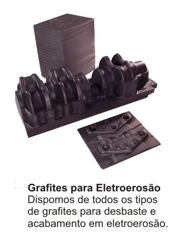 Grafites para Eletroerosão
Dispomos de todos os tipos
de grafites para desbaste e
acabamento em eletroerosão.